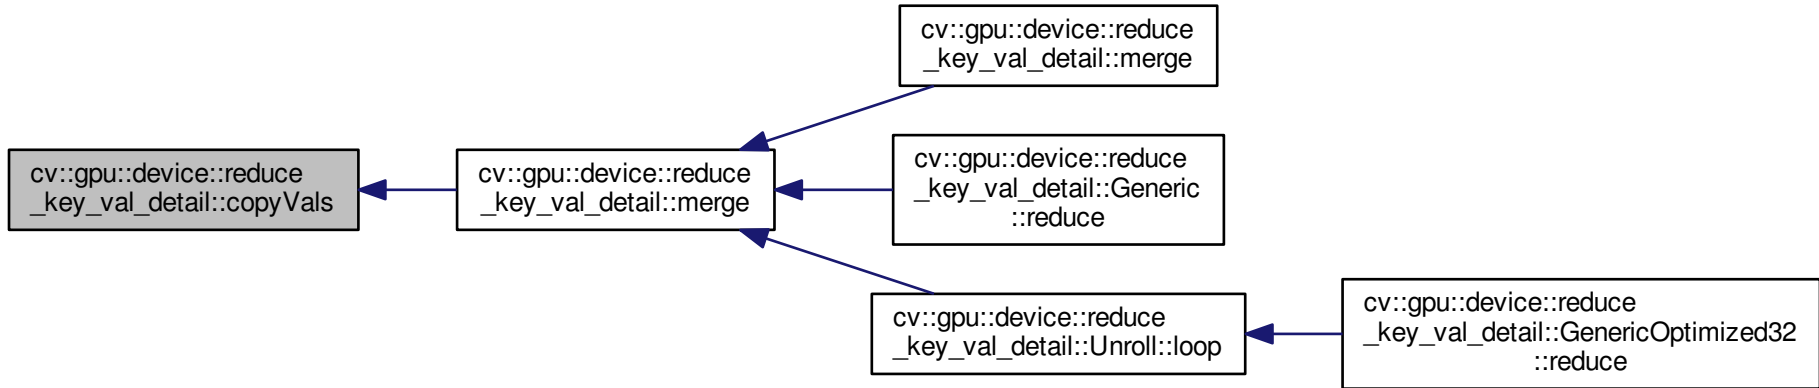 cv::gpu::device::reduce
_key_val_detail::copyVals
cv::gpu::device::reduce
_key_val_detail::merge
cv::gpu::device::reduce
_key_val_detail::merge
cv::gpu::device::reduce
_key_val_detail::Generic
::reduce
cv::gpu::device::reduce
_key_val_detail::Unroll::loop
cv::gpu::device::reduce
_key_val_detail::GenericOptimized32
::reduce